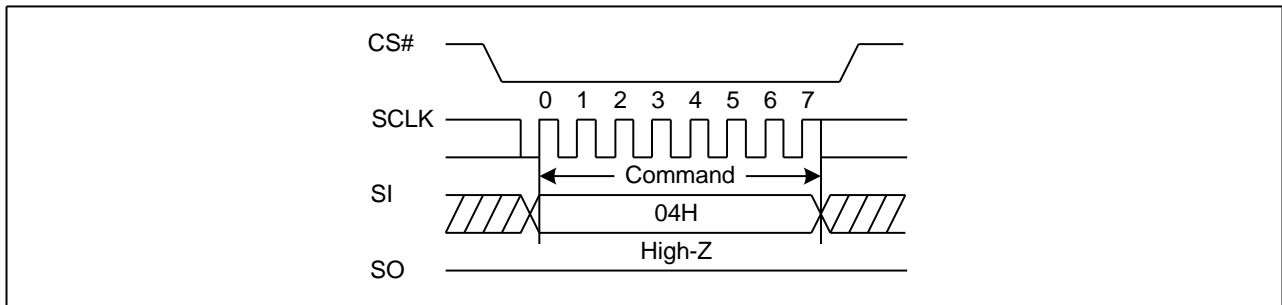 CS#
0 1 2 3 4 5 6 7
SCLK
Command
SI
04H
High-Z
SO